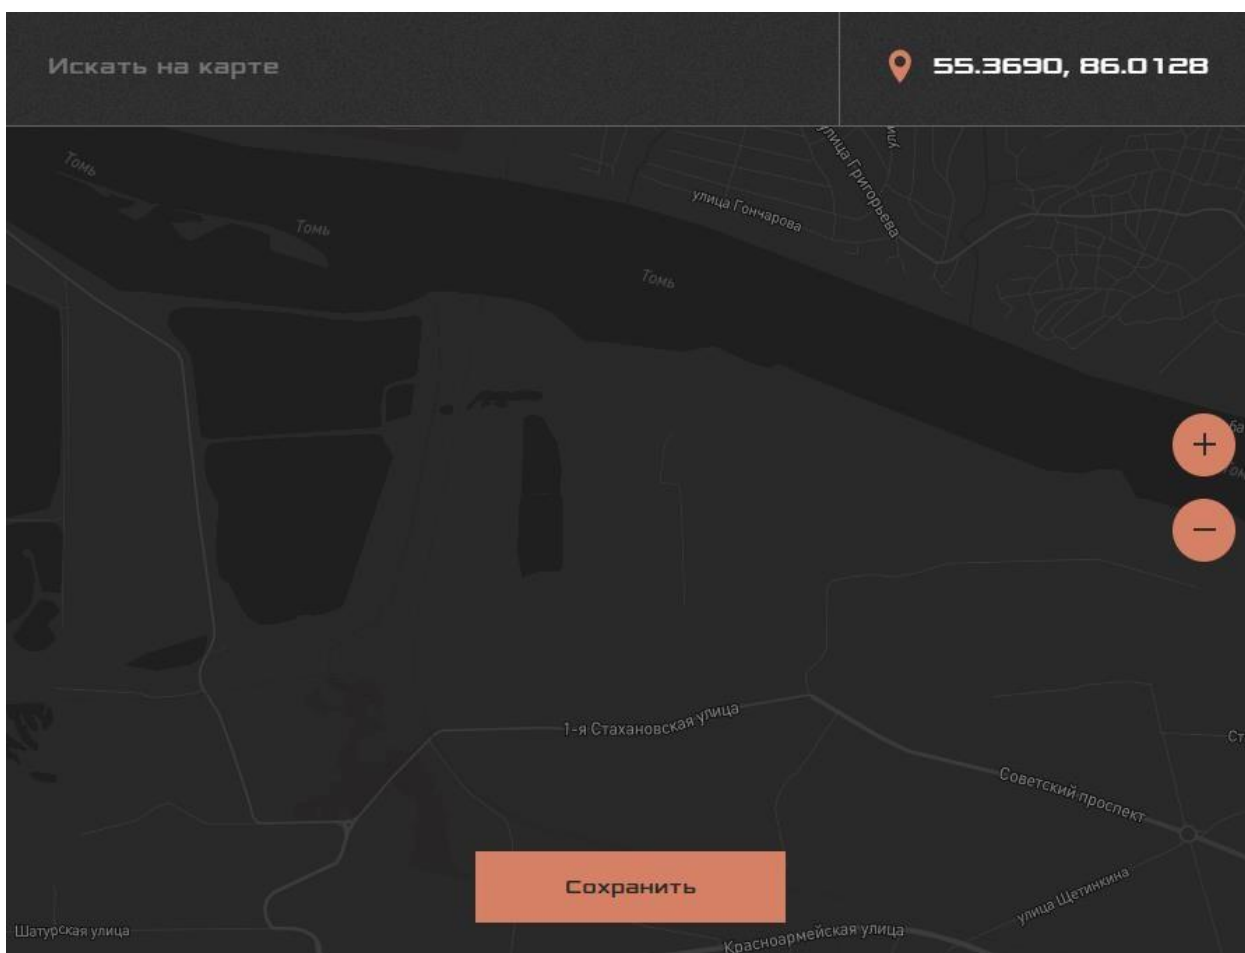 Искать на карте
55.3690, 86.0128
улица Григорьева
Томь
улица Гончарова
Томь
Томь
1-я Стахановская улица
Советский проспект
Сохранить
улица Щетинкина
Шатурская улица
Красноармейская улица